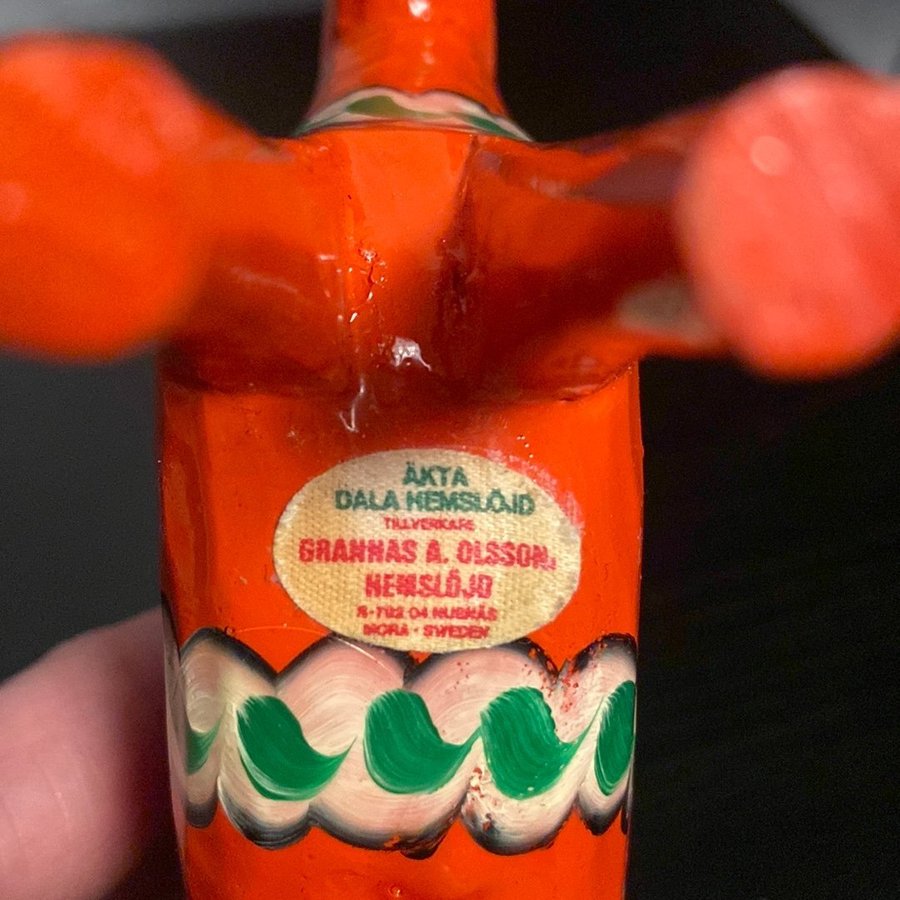 ÄKTA
DALA HEMSLÖJD
TILLVERKARE
GRANNAS A. OLSSON,
HEMSLÖJD
S-792 04 NUSNÄS
MORA · SWEDEN